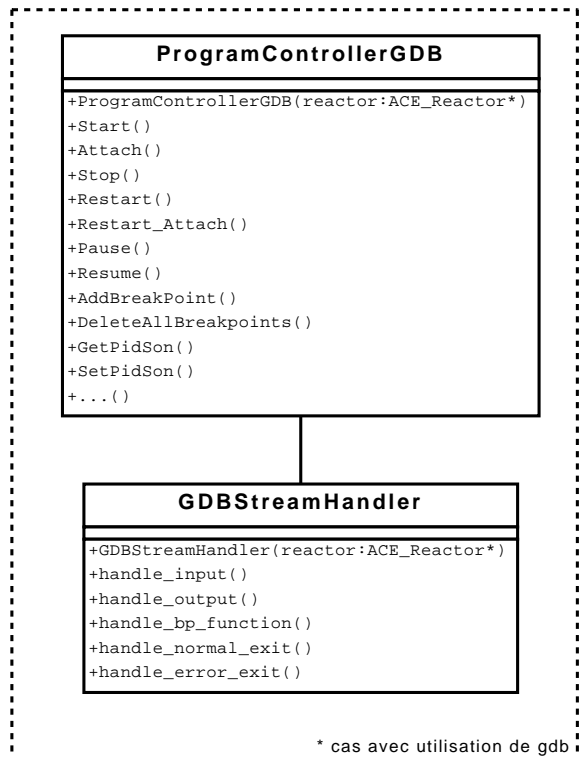 ProgramControllerGDB
+ProgramControllerGDB(reactor:ACE_Reactor*)
+Start()
+Attach()
+Stop()
+Restart()
+Restart_Attach()
+Pause()
+Resume()
+AddBreakPoint()
+DeleteAllBreakpoints()
+GetPidSon()
+SetPidSon()
+...()
GDBStreamHandler
+GDBStreamHandler(reactor:ACE_Reactor*)
+handle_input()
+handle_output()
+handle_bp_function()
+handle_normal_exit()
+handle_error_exit()
* cas avec utilisation de gdb